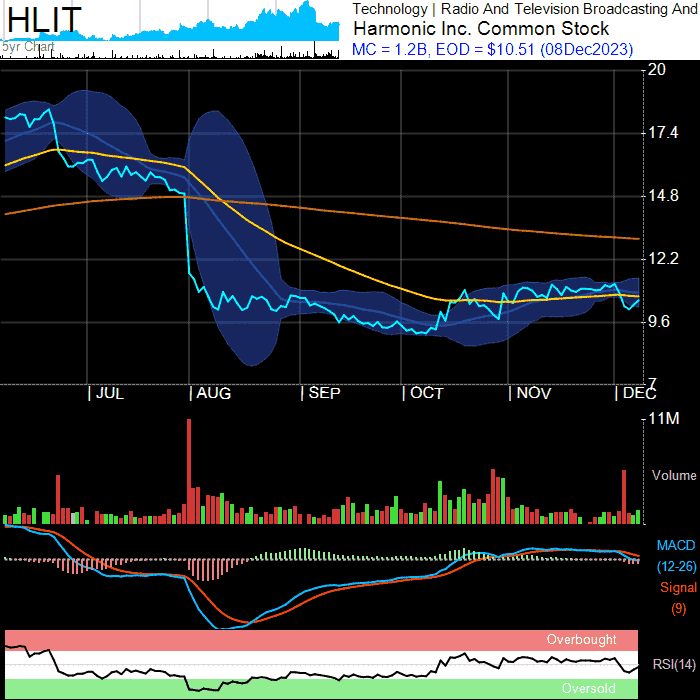 HLIT
5yr Chart
Technology | Radio And Television Broadcasting And
Harmonic Inc. Common Stock
MC = 1.2B, EOD = $10.51 (08Dec2023)
20
17.4
14.8
12.2
9.6
7
JUL AUG SEP OCT NOV DEC
11M
Volume
MACD
(12-26)
Signal
(9)
Overbought
RSI(14)
Oversold